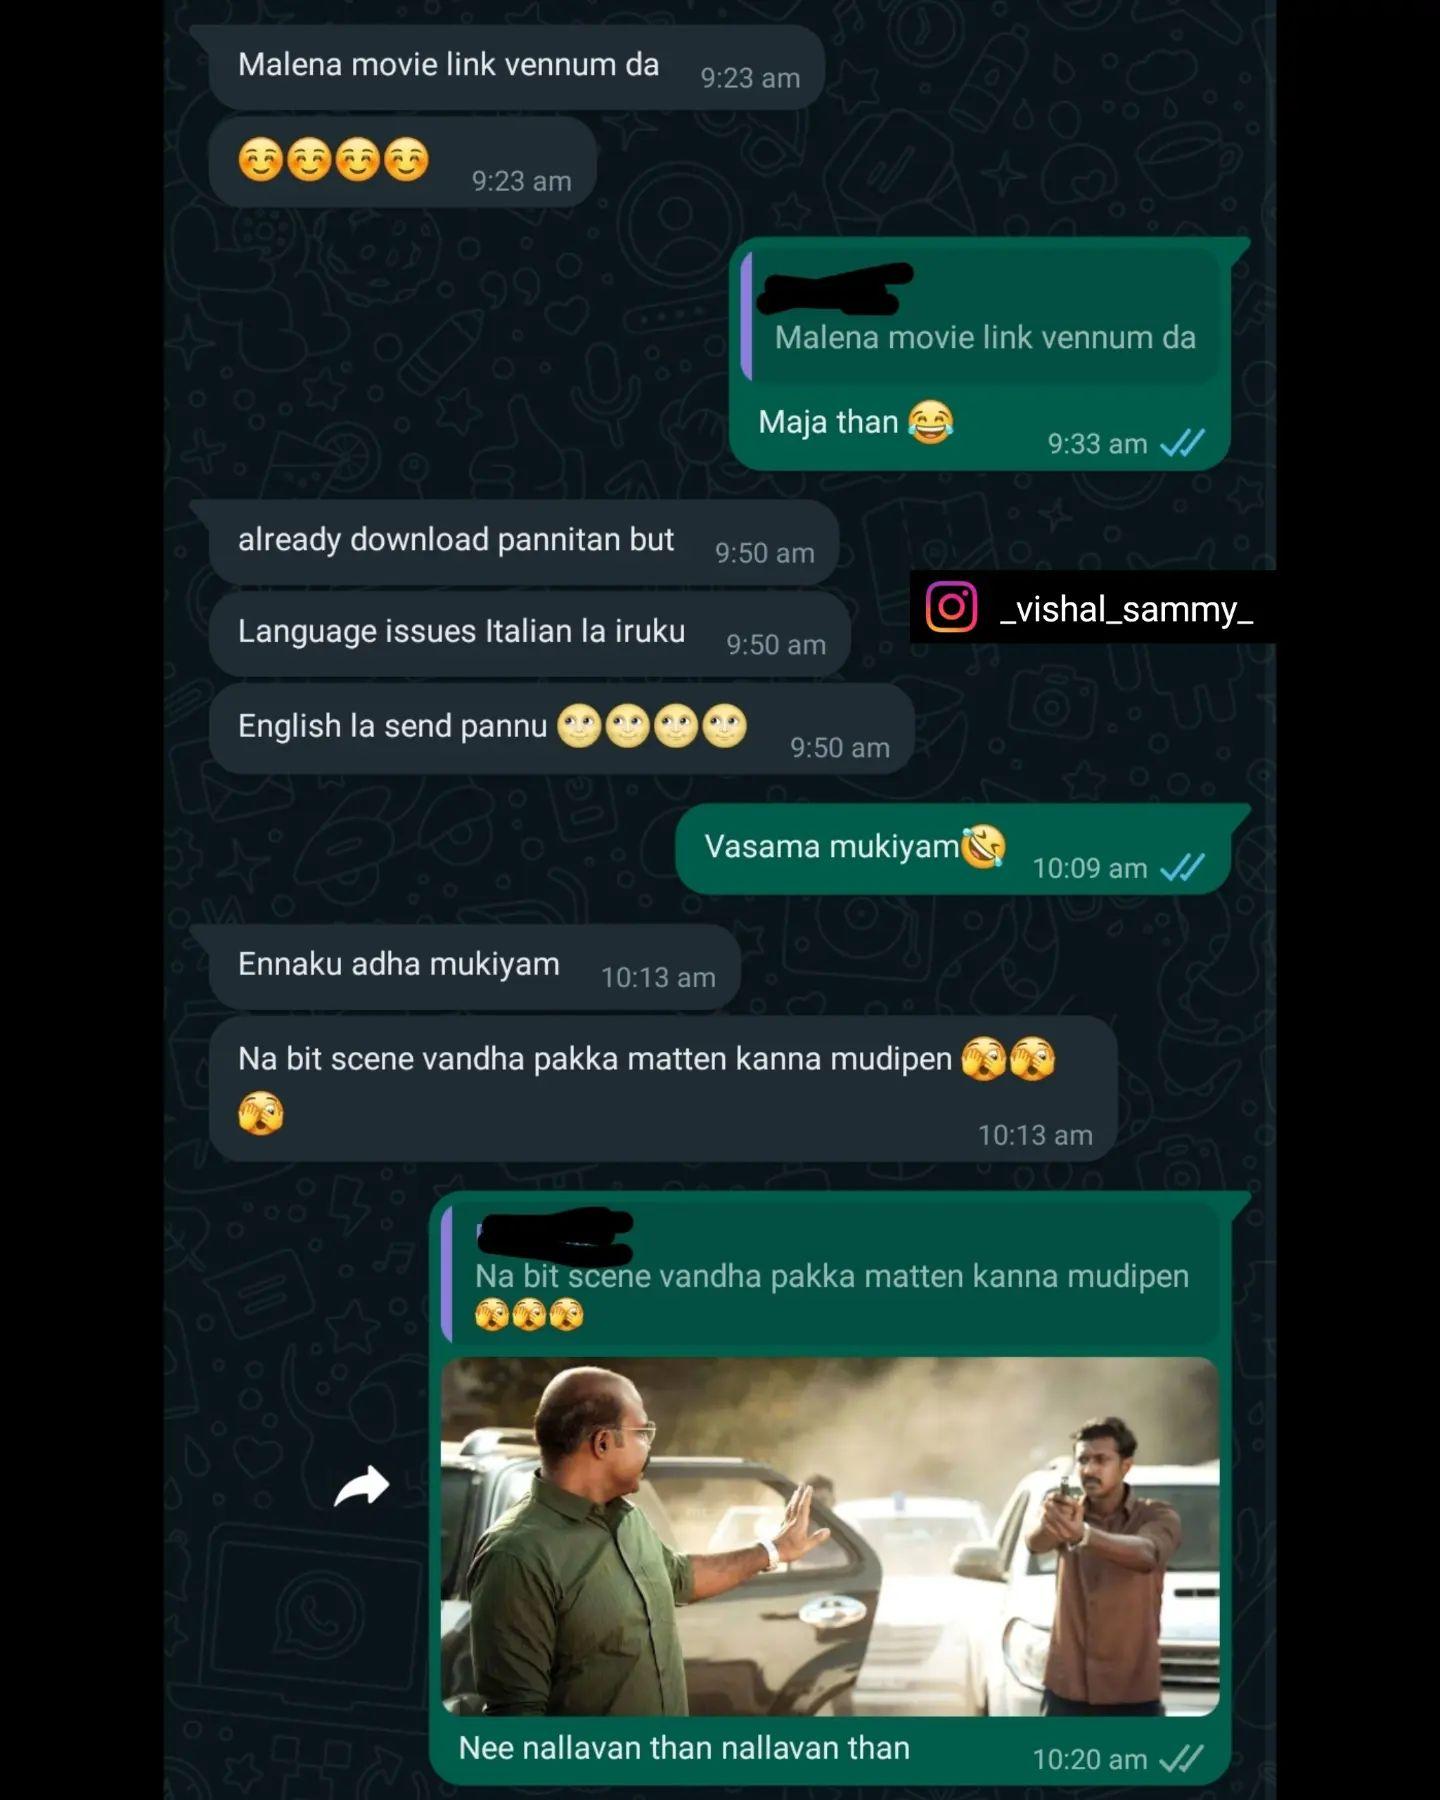 Malena movie link vennum da 9:23 am
☺️☺️☺️☺️ 9:23 am
Malena movie link vennum da
Maja than 😂 9:33 am
already download pannitan but 9:50 am
_vishal_sammy_
Language issues Italian la iruku 9:50 am
English la send pannu 🌝🌝🌝🌝 9:50 am
Vasama mukiyam🤣 10:09 am
Ennaku adha mukiyam 10:13 am
Na bit scene vandha pakka matten kanna mudipen 🫣🫣
🫣
10:13 am
Na bit scene vandha pakka matten kanna mudipen
🫣🫣🫣
Nee nallavan than nallavan than 10:20 am